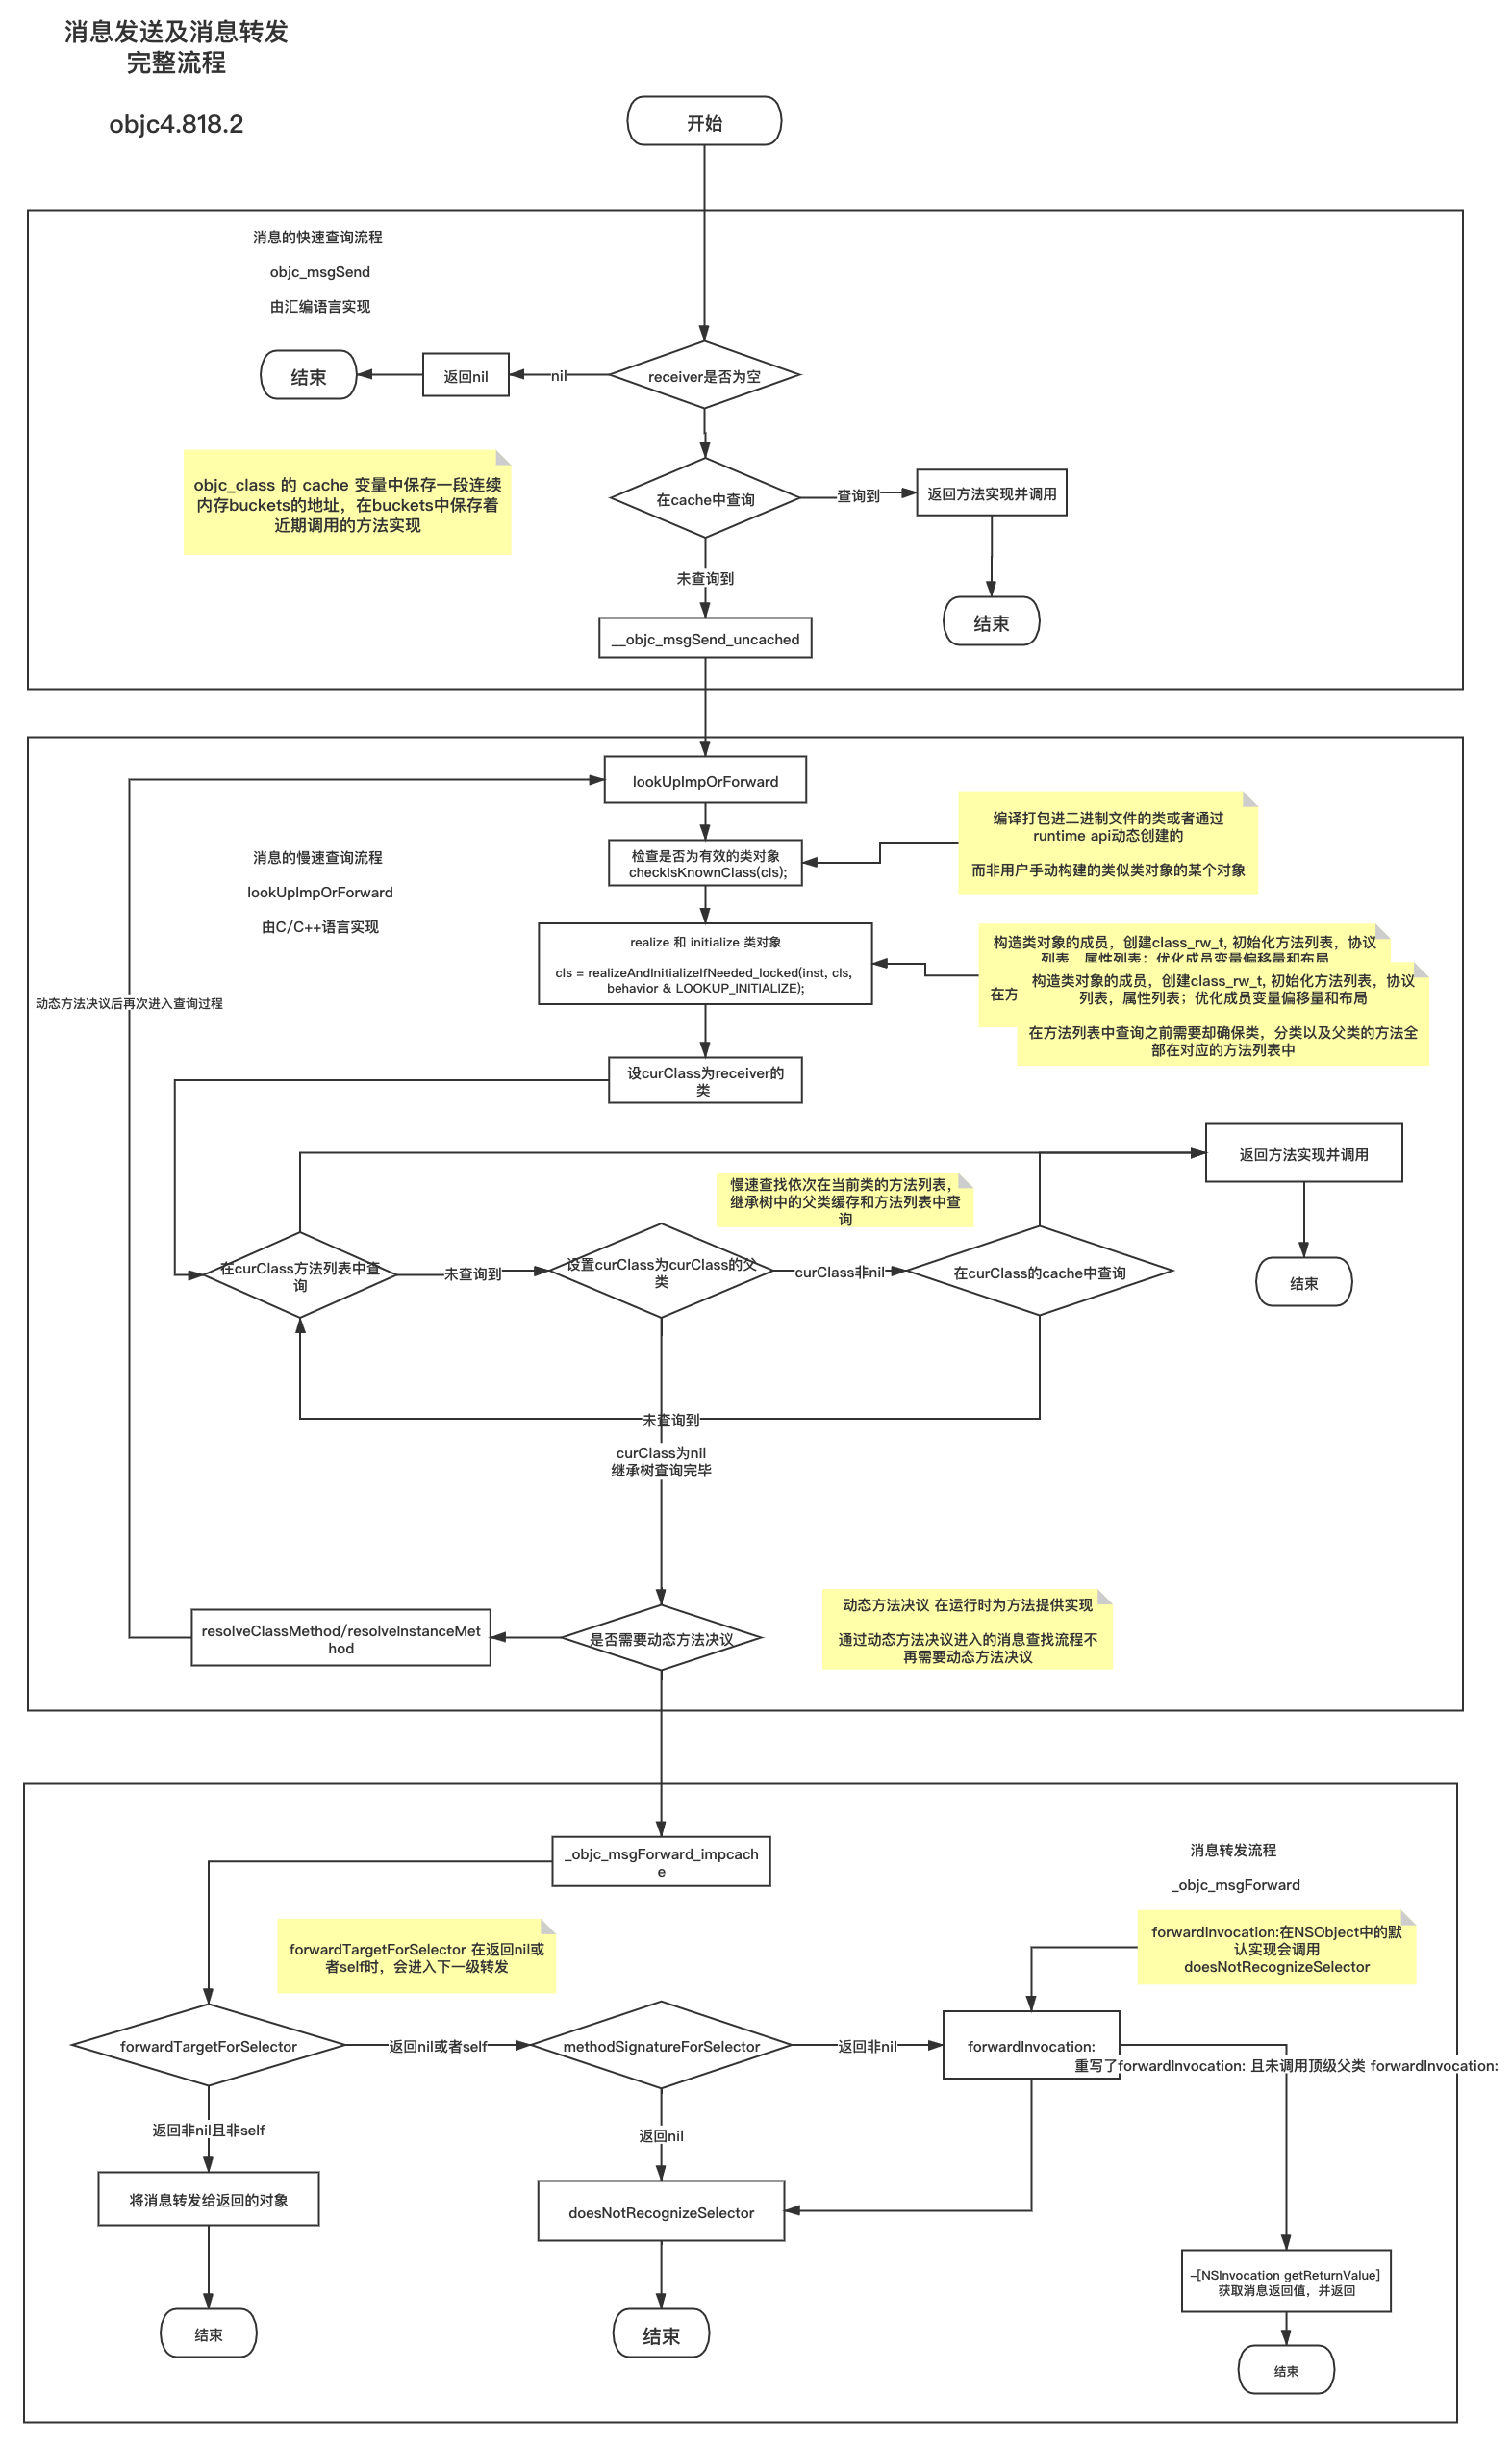 消息发送及消息转发
完整流程
objc4.818.2
开始
消息的快速查询流程
objc_msgSend
由汇编语言实现
receiver是否为空
nil
返回nil
结束
objc_class 的 cache 变量中保存一段连续
内存buckets的地址，在buckets中保存着
近期调用的方法实现
在cache中查询
查询到
返回方法实现并调用
结束
未查询到
__objc_msgSend_uncached
lookUpImpOrForward
消息的慢速查询流程
lookUpImpOrForward
由C/C++语言实现
检查是否为有效的类对象
checkIsKnownClass(cls);
编译打包进二进制文件的类或者通过
runtime api动态创建的
而非用户手动构建的类似类对象的某个对象
realize 和 initialize 类对象
cls = realizeAndInitializeIfNeeded_locked(inst, cls,
behavior & LOOKUP_INITIALIZE);
构造类对象的成员，创建class_rw_t, 初始化方法列表，协议
列表，属性列表；优化成员变量偏移量和布局
在方
构造类对象的成员，创建class_rw_t, 初始化方法列表，协议
列表，属性列表；优化成员变量偏移量和布局
在方法列表中查询之前需要却确保类，分类以及父类的方法全
部在对应的方法列表中
动态方法决议后再次进入查询过程
设curClass为receiver的
类
返回方法实现并调用
结束
慢速查找依次在当前类的方法列表，
继承树中的父类缓存和方法列表中查
询
在curClass方法列表中查
询
未查询到
设置curClass为curClass的父
类
curClass非nil
在curClass的cache中查询
未查询到
curClass为nil
继承树查询完毕
动态方法决议 在运行时为方法提供实现
通过动态方法决议进入的消息查找流程不
再需要动态方法决议
resolveClassMethod/resolveInstanceMet
hod
是否需要动态方法决议
_objc_msgForward_impcach
e
消息转发流程
_objc_msgForward
forwardTargetForSelector 在返回nil或
者self时，会进入下一级转发
forwardInvocation:在NSObject中的默
认实现会调用
doesNotRecognizeSelector
forwardTargetForSelector
返回nil或者self
methodSignatureForSelector
返回非nil
forwardInvocation:
重写了forwardInvocation: 且未调用顶级父类 forwardInvocation:
返回非nil且非self
返回nil
将消息转发给返回的对象
doesNotRecognizeSelector
-[NSInvocation getReturnValue]
获取消息返回值，并返回
结束
结束
结束